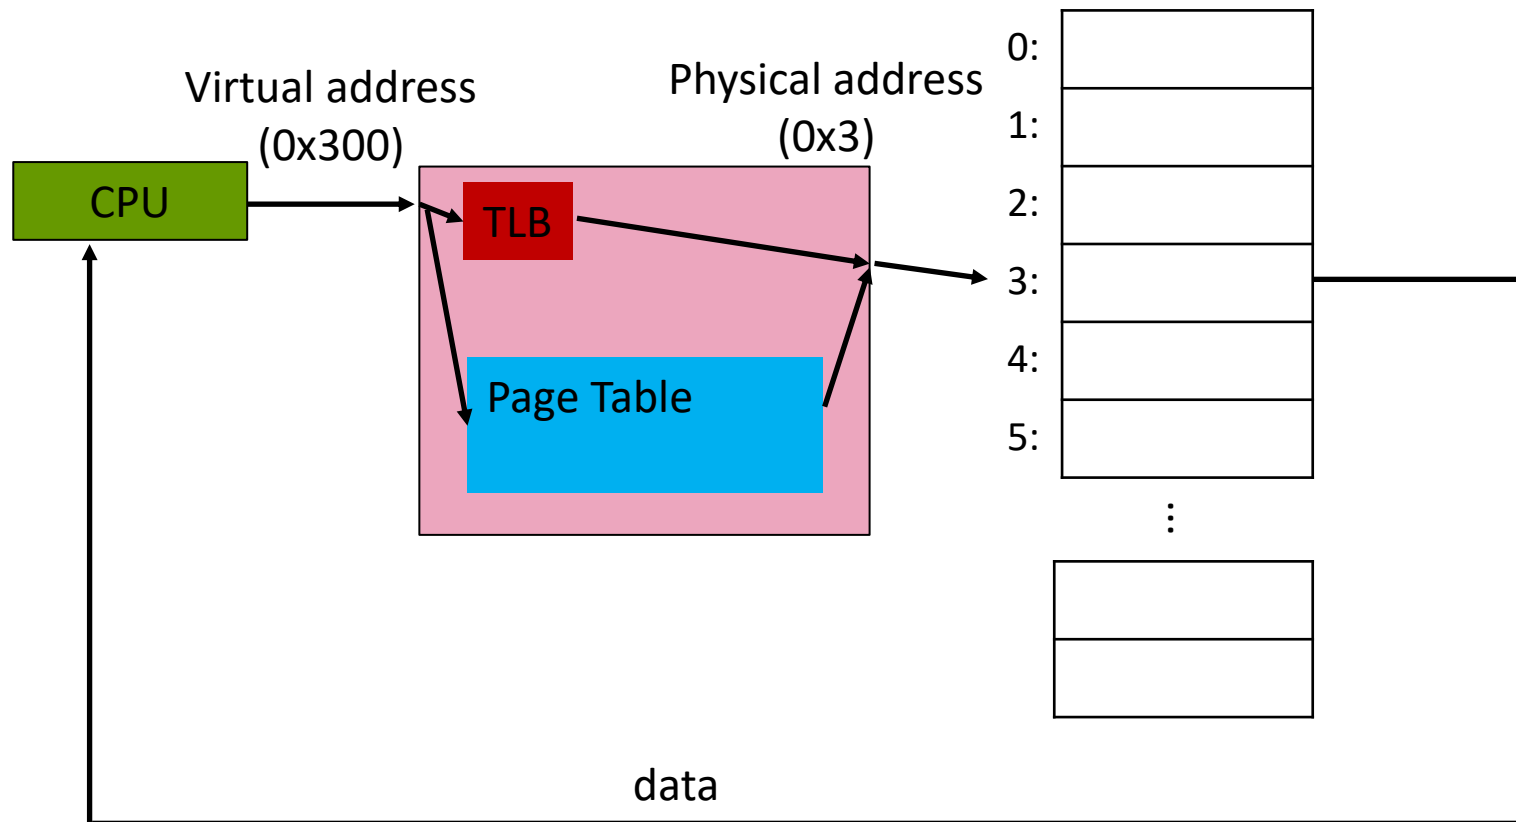 Virtual address
(0x300)
Physical address
(0x3)
CPU
TLB
Page Table
0:
1:
2:
3:
4:
5:
...
data